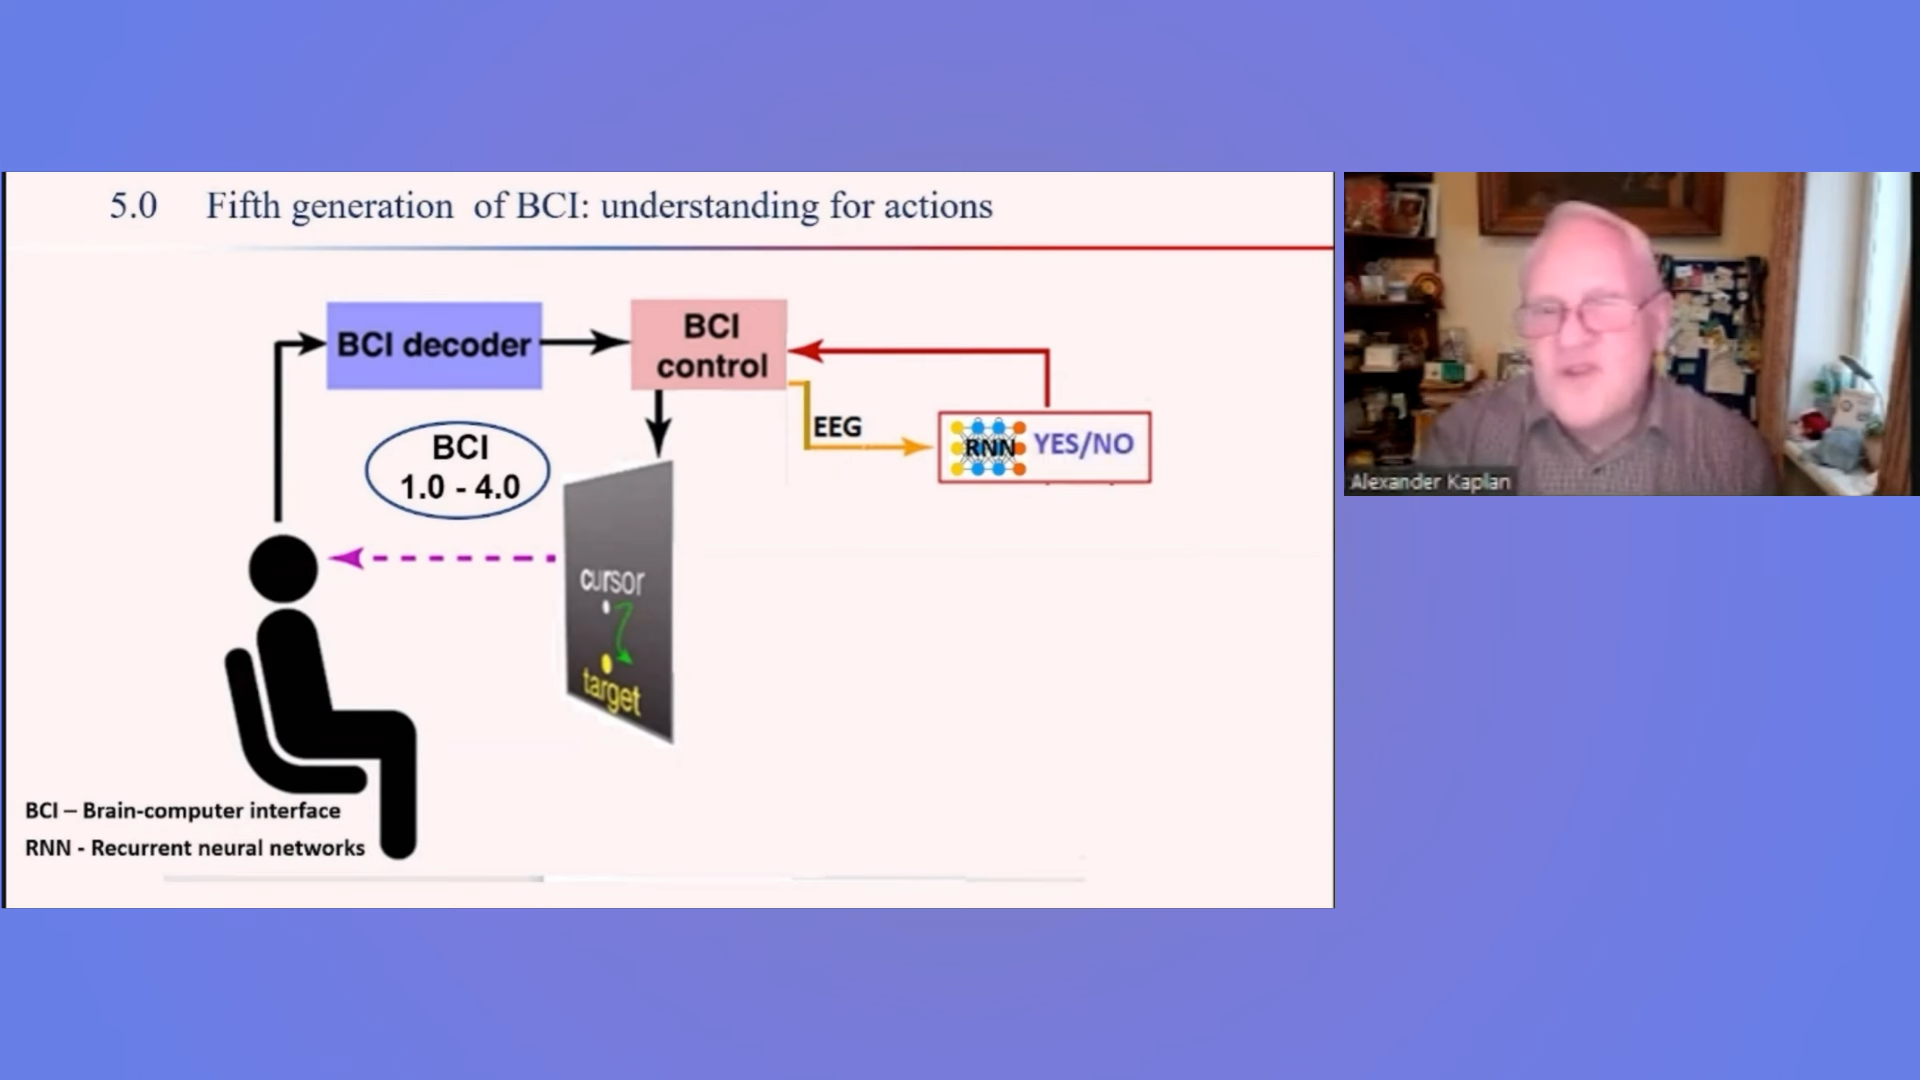 5.0 Fifth generation of BCI: understanding for actions
BCI decoder
BCI
control
EEG
RNN YES/NO
BCI
1.0 - 4.0
cursor
target
BCI – Brain-computer interface
RNN - Recurrent neural networks
Alexander Kaplan